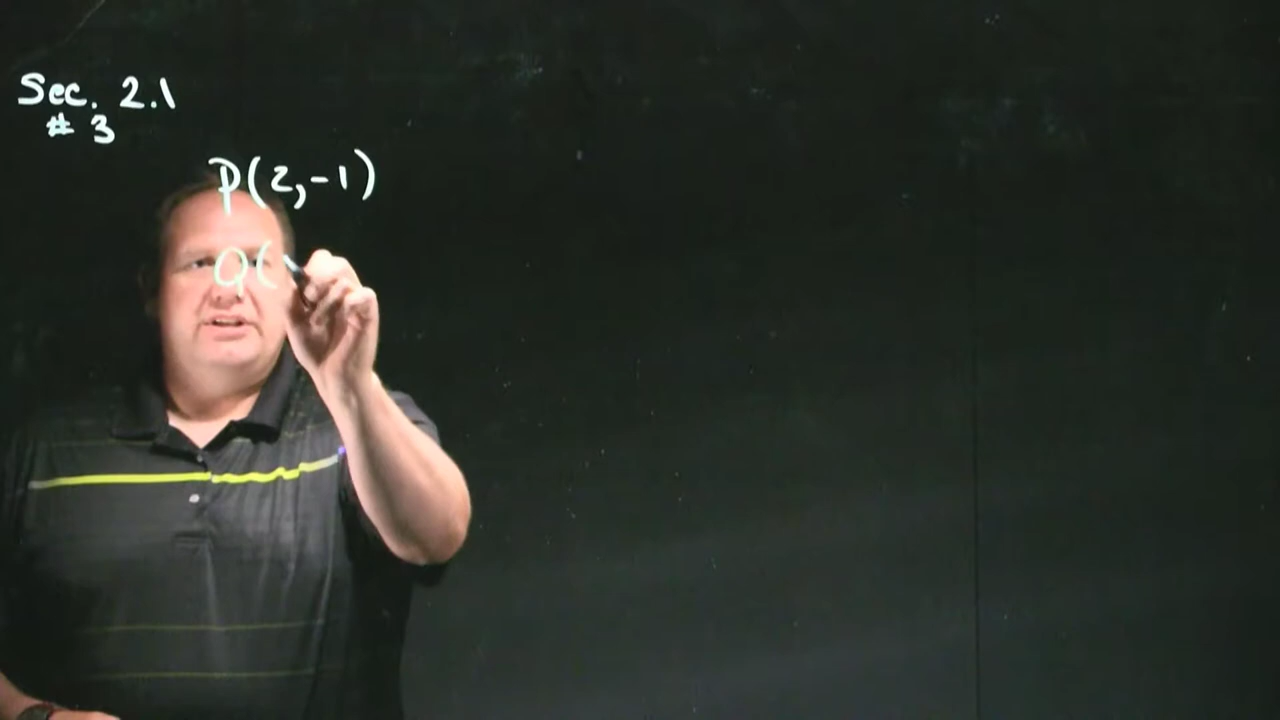 Sec. 2.1
# 3
P(2,-1)
Q(